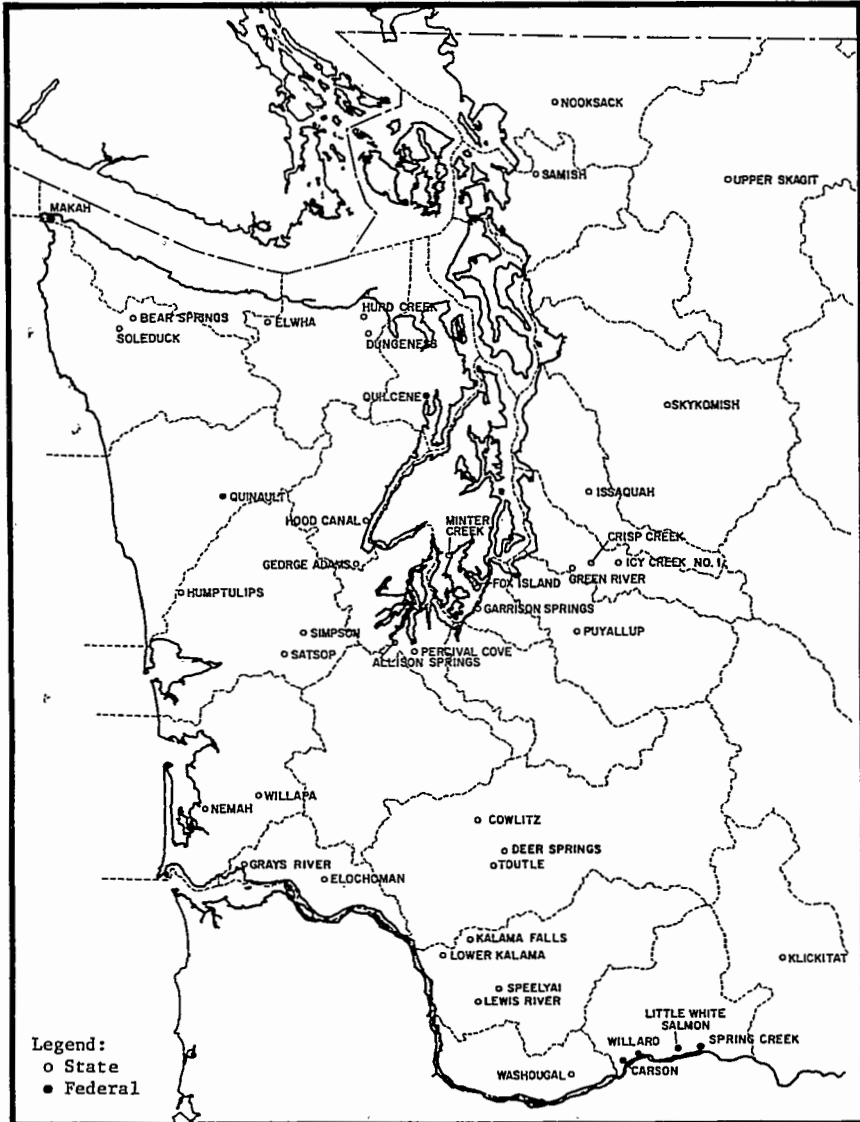 NOOKSACK
SAMISH
UPPER SKAGIT
MAKAH
BEAR SPRINGS
SOLEDUCK
ELWHA
HURD CREEK
DUNGENESS
QUILCENE
SKYKOMISH
QUINAULT
ISSAQUAH
HOOD CANAL
MINTER
CREEK
CRISP CREEK
GEORGE ADAMS
ICY CREEK NO. 1
GREEN RIVER
FOX ISLAND
HUMPTULIPS
GARRISON SPRINGS
SIMPSON
PUYALLUP
SATSOP
PERCIVAL COVE
ALLISON SPRINGS
WILLAPA
NEMAH
COWLITZ
DEER SPRINGS
TOUTLE
GRAYS RIVER
ELOCHOMAN
KALAMA FALLS
LOWER KALAMA
KLICKITAT
SPEELYAI
LEWIS RIVER
LITTLE WHITE
SALMON
WILLARD
SPRING CREEK
CARSON
WASHOUGAL
Legend:
State
Federal